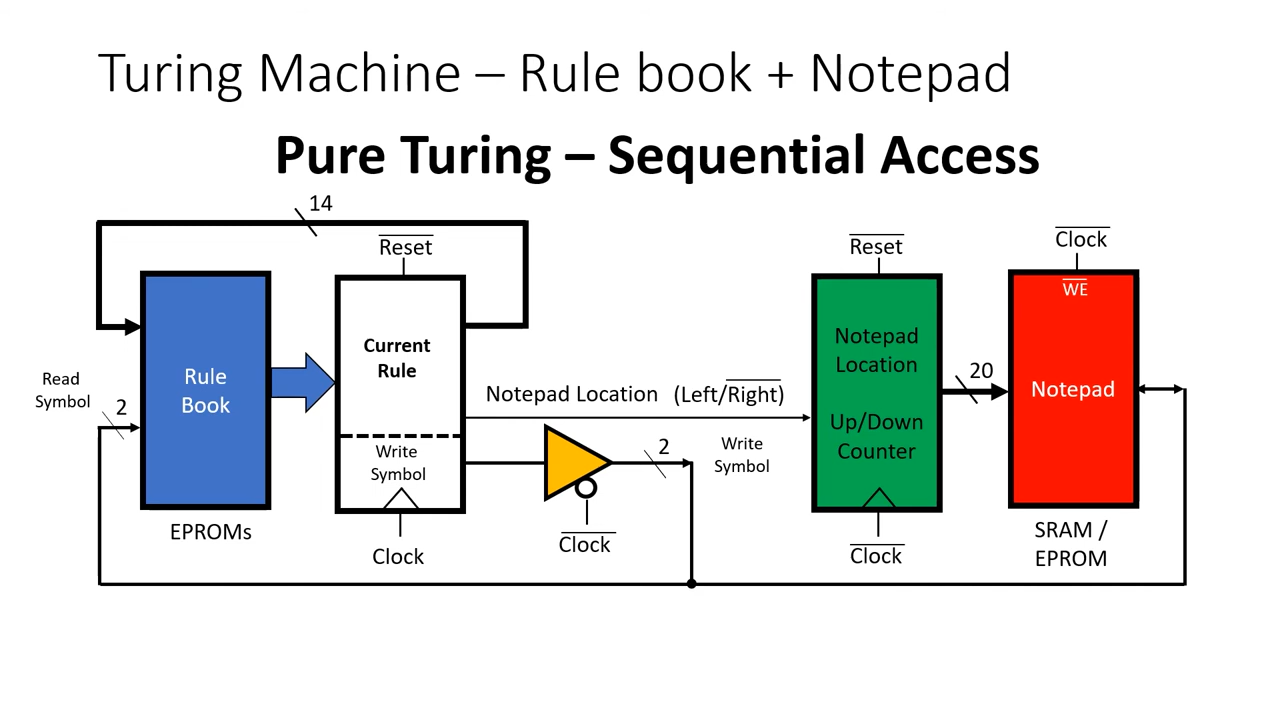 Turing Machine – Rule book + Notepad
Pure Turing – Sequential Access
14
Reset
Reset
Clock
WE
Current
Rule
Notepad
Location
Up/Down
Counter
20
Notepad
Rule
Book
Read
Symbol
2
Notepad Location (Left/Right)
Write
Symbol
2
Write
Symbol
EPROMs
Clock
Clock
Clock
SRAM /
EPROM